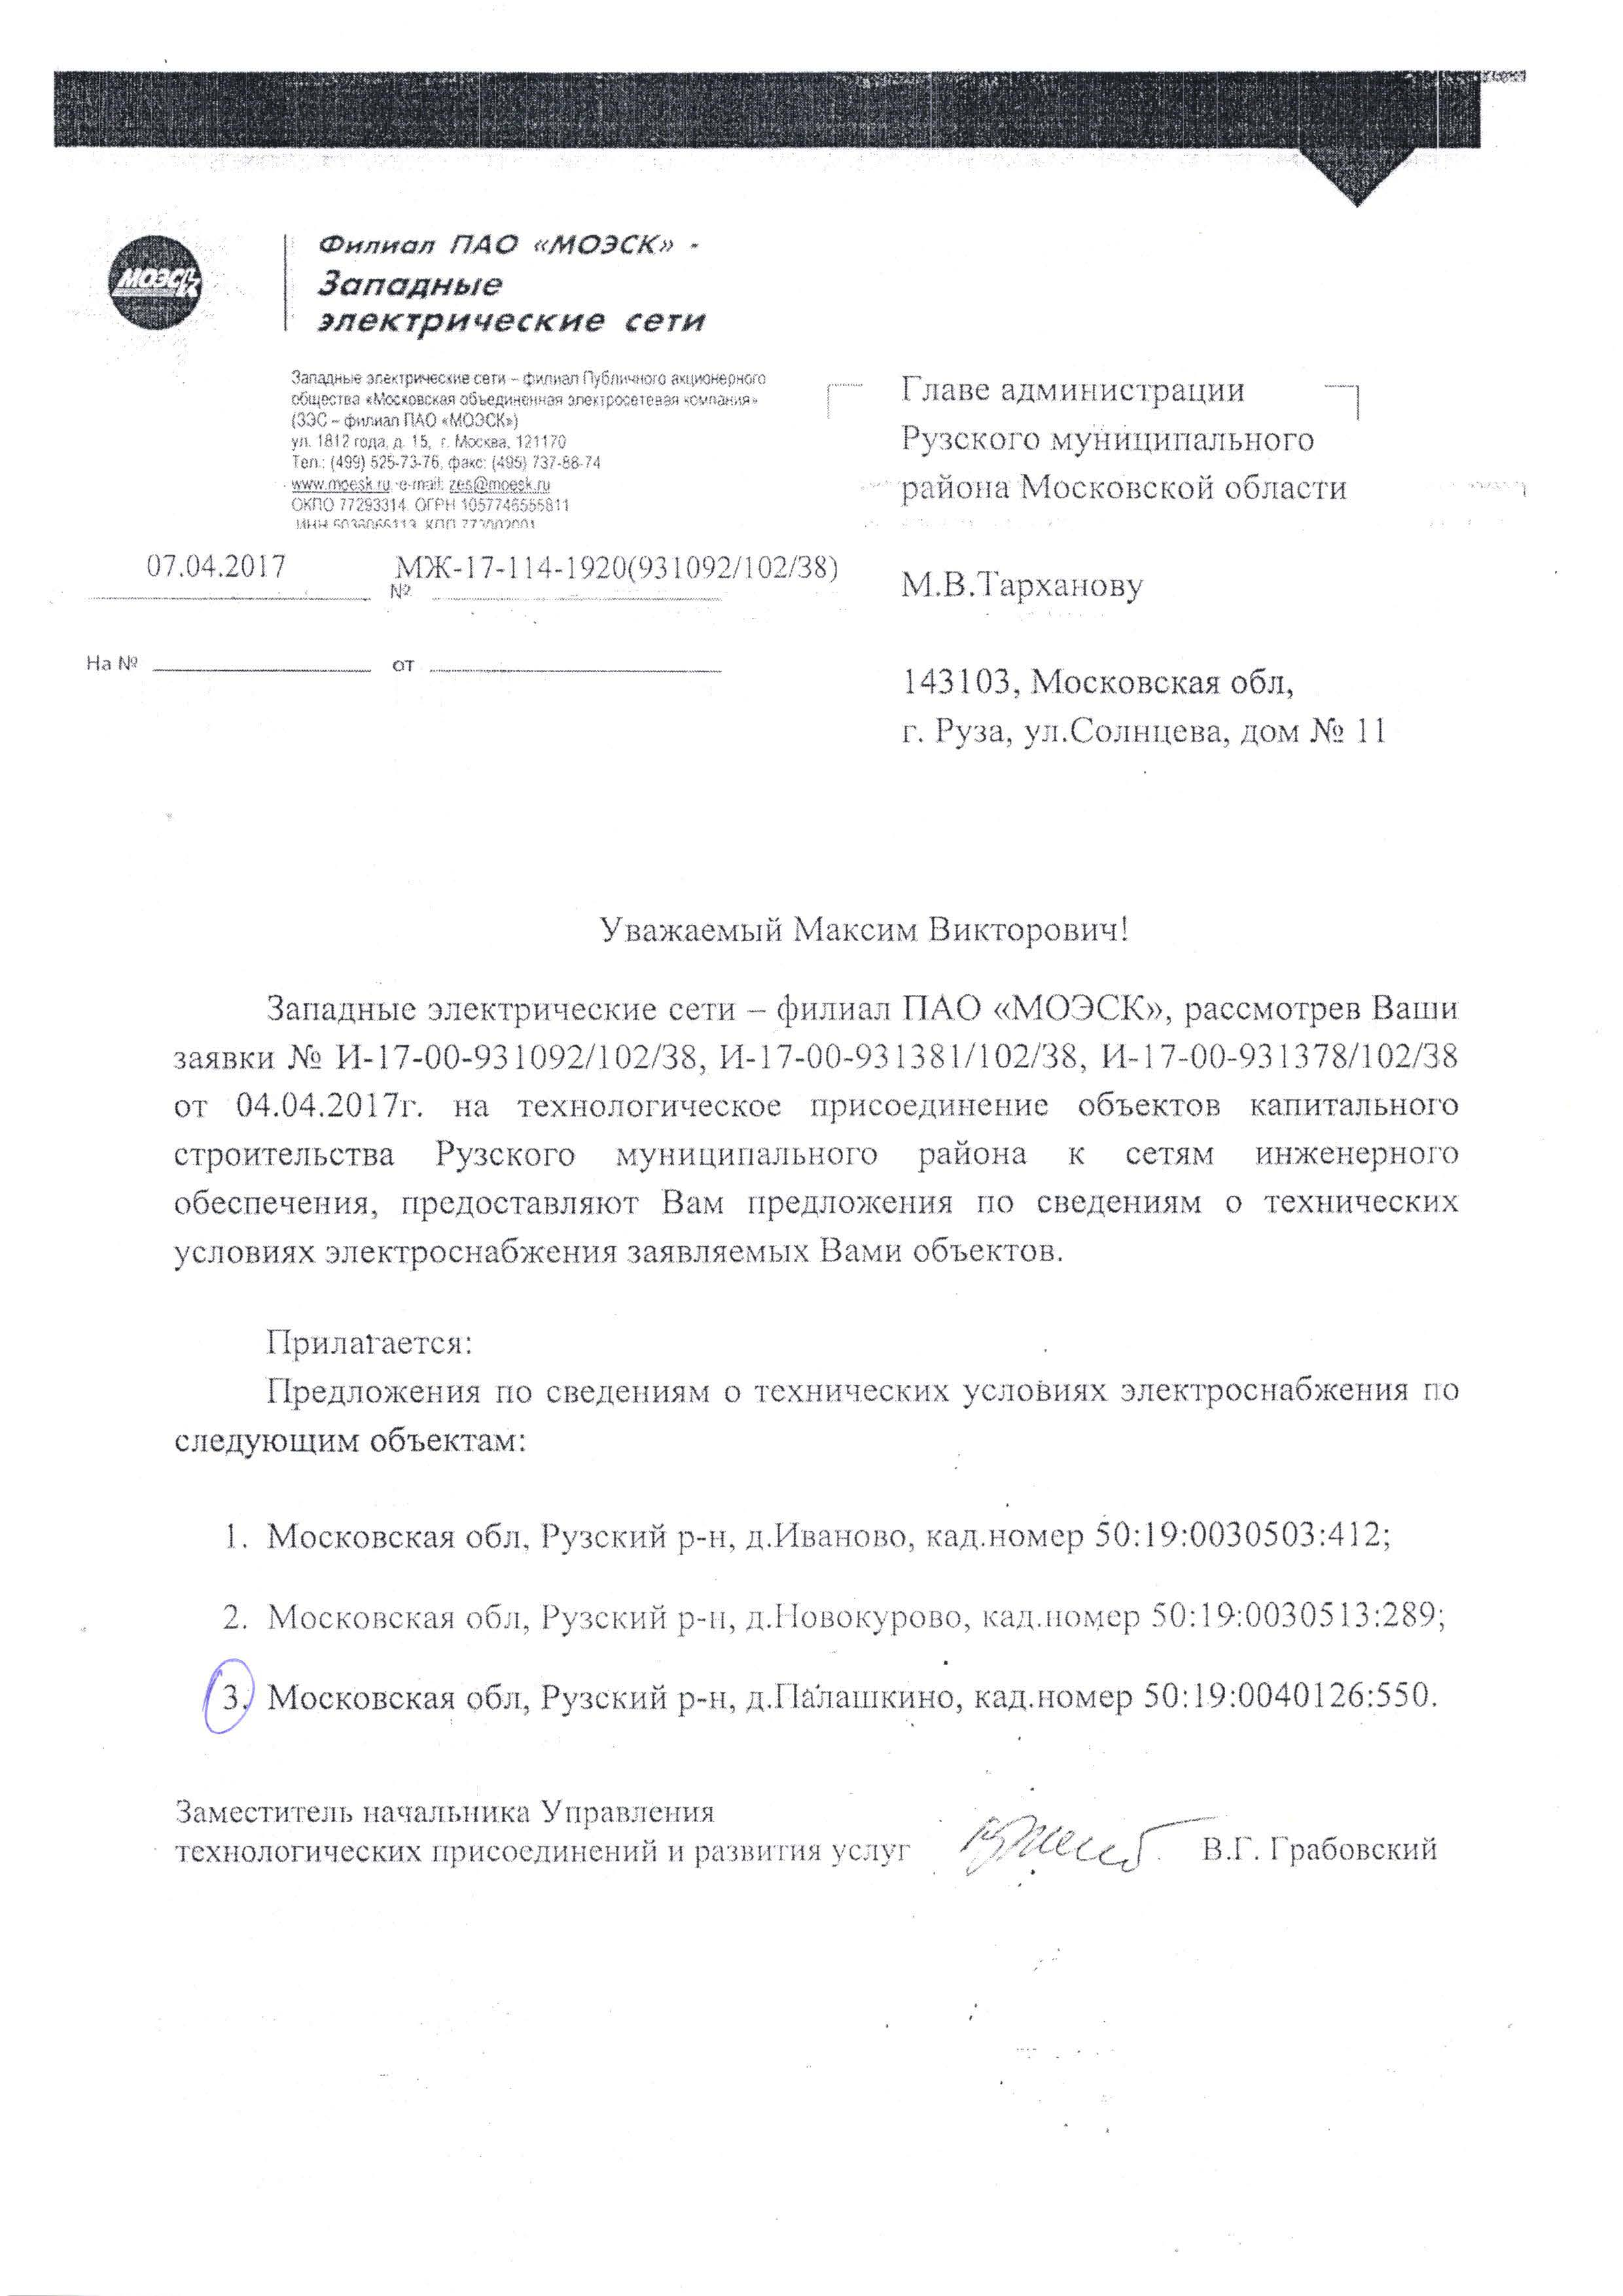 МОЭСК
Филиал ПАО «МОЭСК» -
Западные
электрические сети
Западные электрические сети – филиал Публичного акционерного
общества «Московская объединенная электросетевая компания»
(ЗЭС – филиал ПАО «МОЭСК»)
ул. 1812 года, д. 15, г. Москва, 121170
Тел.: (499) 525-73-76, факс: (495) 737-88-74
www.moesk.ru e-mail: zes@moesk.ru
ОКПО 77293314 ОГРН 1057746555811
ИНН 5036065113 КПП 773002001
07.04.2017 МЖ-17-114-1920(931092/102/38)
№
На № от
Главе администрации
Рузского муниципального
района Московской области
М.В.Тарханову
143103, Московская обл,
г. Руза, ул.Солнцева, дом № 11
Уважаемый Максим Викторович!
Западные электрические сети – филиал ПАО «МОЭСК», рассмотрев Ваши
заявки № И-17-00-931092/102/38, И-17-00-931381/102/38, И-17-00-931378/102/38
от 04.04.2017г. на технологическое присоединение объектов капитального
строительства Рузского муниципального района к сетям инженерного
обеспечения, предоставляют Вам предложения по сведениям о технических
условиях электроснабжения заявляемых Вами объектов.
Прилагается:
Предложения по сведениям о технических условиях электроснабжения по
следующим объектам:
1. Московская обл, Рузский р-н, д.Иваново, кад.номер 50:19:0030503:412;
2. Московская обл, Рузский р-н, д.Новокурово, кад.номер 50:19:0030513:289;
3. Московская обл, Рузский р-н, д.Палашкино, кад.номер 50:19:0040126:550.
Заместитель начальника Управления
технологических присоединений и развития услуг В.Г. Грабовский